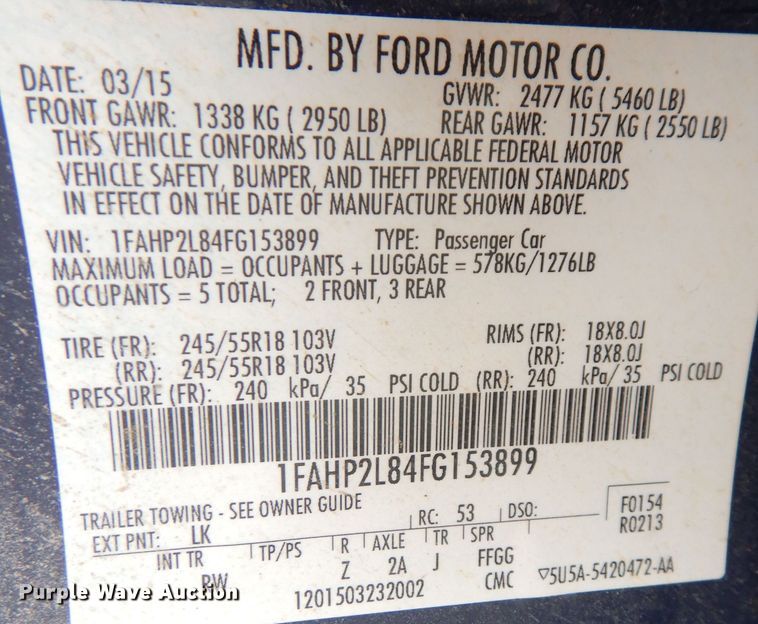 MFD. BY FORD MOTOR CO.
DATE: 03/15 GVWR: 2477 KG ( 5460 LB)
FRONT GAWR: 1338 KG ( 2950 LB) REAR GAWR: 1157 KG ( 2550 LB)
THIS VEHICLE CONFORMS TO ALL APPLICABLE FEDERAL MOTOR
VEHICLE SAFETY, BUMPER, AND THEFT PREVENTION STANDARDS
IN EFFECT ON THE DATE OF MANUFACTURE SHOWN ABOVE.
VIN: 1FAHP2L84FG153899 TYPE: Passenger Car
MAXIMUM LOAD = OCCUPANTS + LUGGAGE = 578KG/1276LB
OCCUPANTS = 5 TOTAL; 2 FRONT, 3 REAR
TIRE (FR): 245/55R18 103V RIMS (FR): 18X8.0J
(RR): 245/55R18 103V (RR): 18X8.0J
PRESSURE (FR): 240 kPa/ 35 PSI COLD (RR): 240 kPa/ 35 PSI COLD
1FAHP2L84FG153899
TRAILER TOWING - SEE OWNER GUIDE
EXT PNT: LK RC: 53 DSO: F0154
R0213
INT TR TP/PS R AXLE TR SPR
RW Z 2A J FFGG
1201503232002 CMC ▽5U5A-5420472-AA
Purple Wave Auction